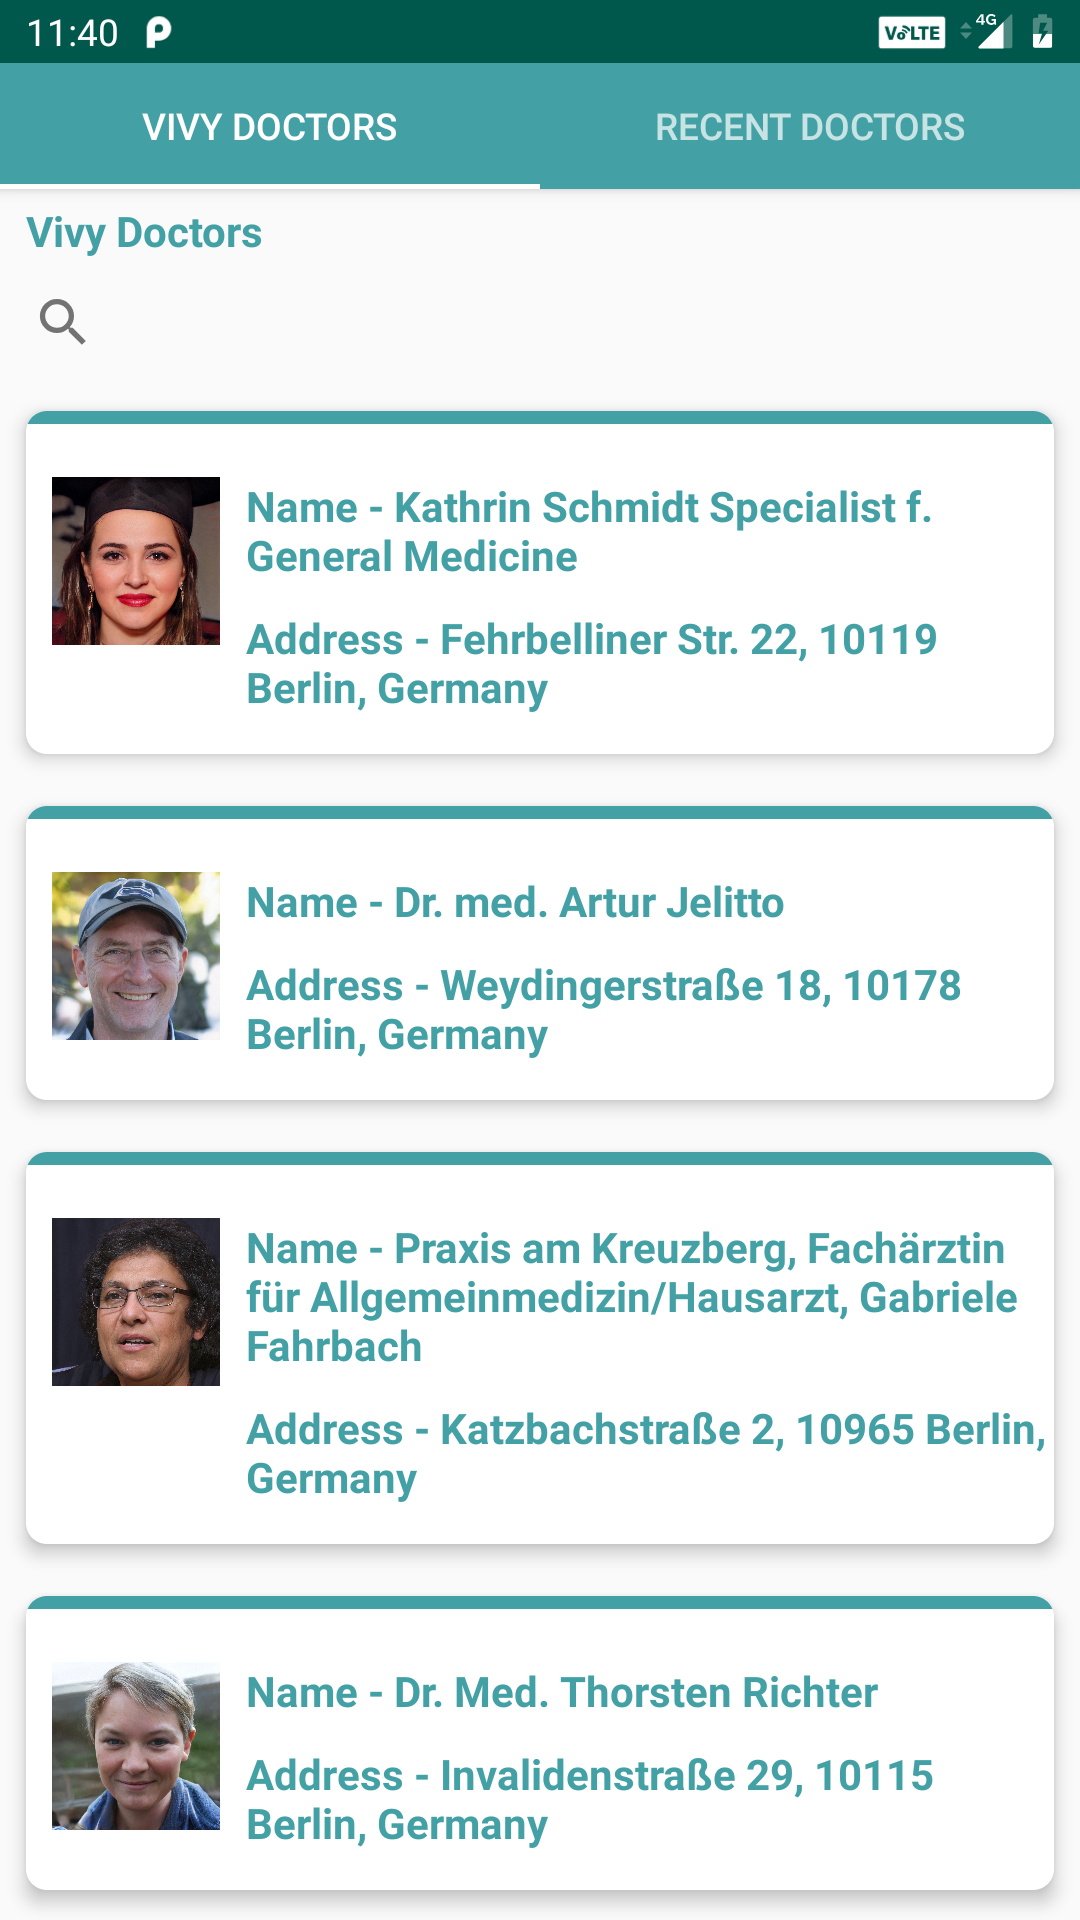 11:40
VoLTE 4G
VIVY DOCTORS
RECENT DOCTORS
Vivy Doctors
Name - Kathrin Schmidt Specialist f.
General Medicine
Address - Fehrbelliner Str. 22, 10119
Berlin, Germany
Name - Dr. med. Artur Jelitto
Address - Weydingerstraße 18, 10178
Berlin, Germany
Name - Praxis am Kreuzberg, Fachärztin
für Allgemeinmedizin/Hausarzt, Gabriele
Fahrbach
Address - Katzbachstraße 2, 10965 Berlin,
Germany
Name - Dr. Med. Thorsten Richter
Address - Invalidenstraße 29, 10115
Berlin, Germany